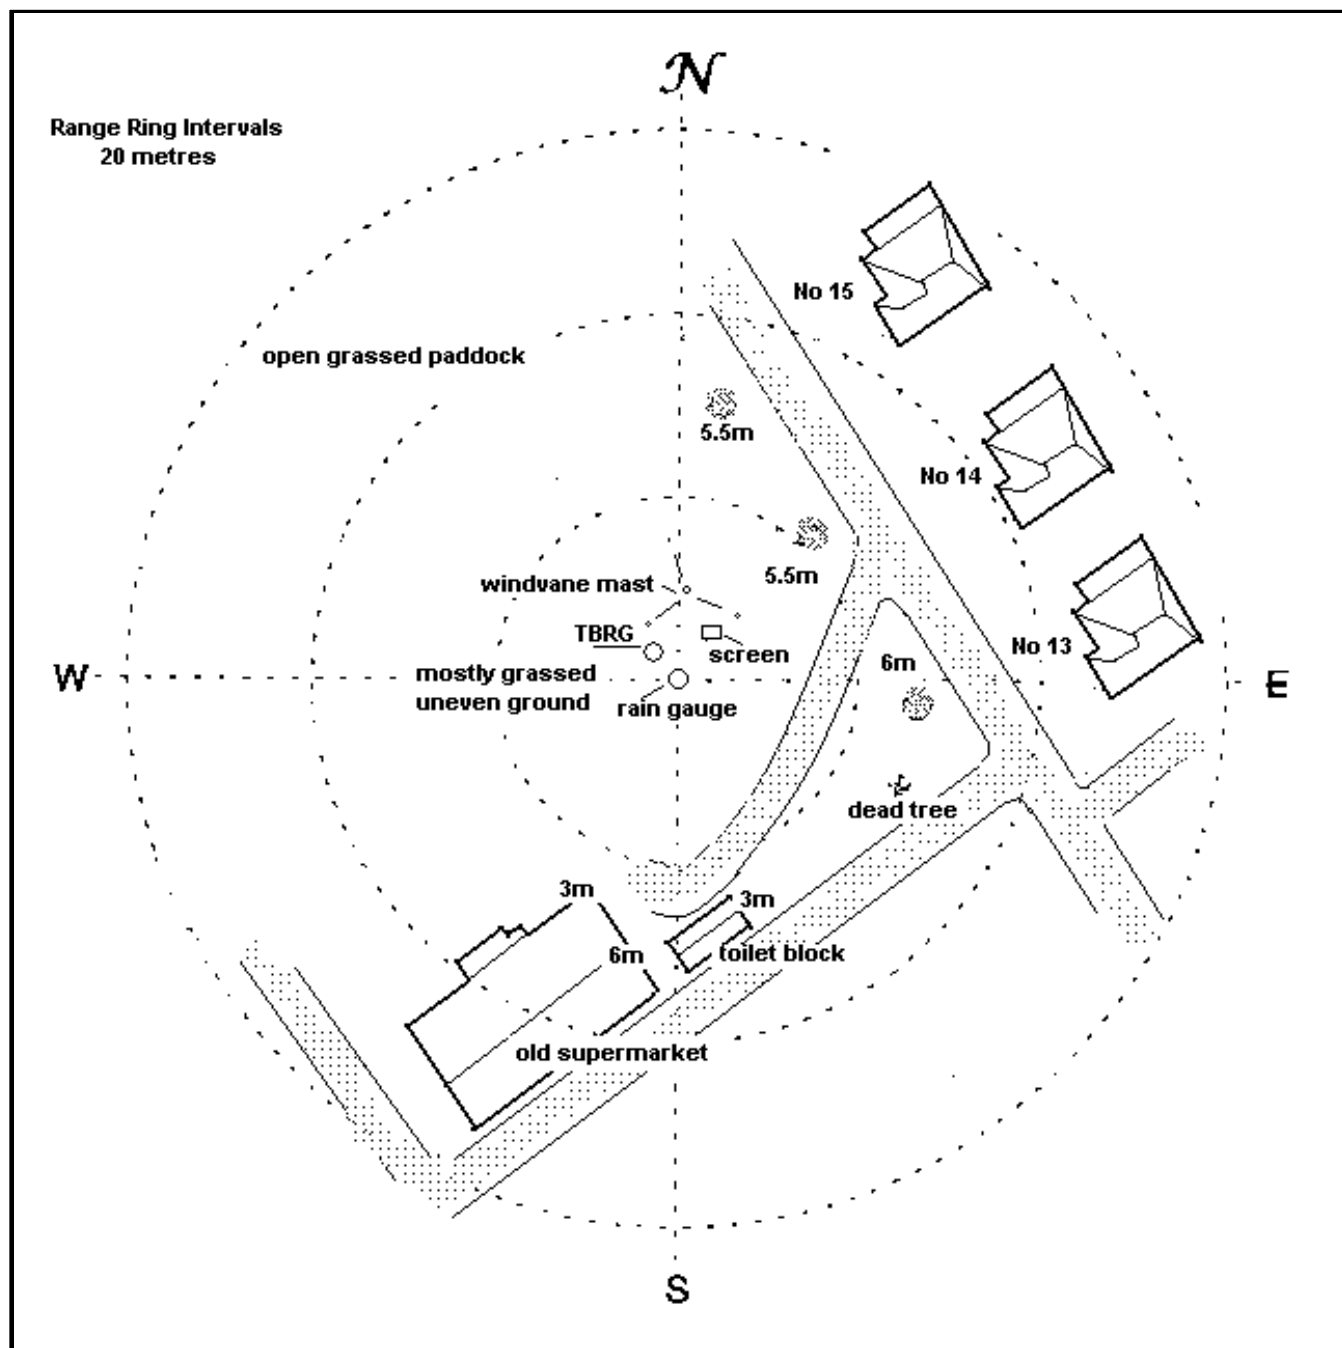 N
Range Ring Intervals
20 metres
No 15
open grassed paddock
5.5m
No 14
5.5m
windvane mast
TBRG
screen
No 13
W
mostly grassed
uneven ground
rain gauge
6m
E
dead tree
3m
3m
6m
toilet block
old supermarket
S